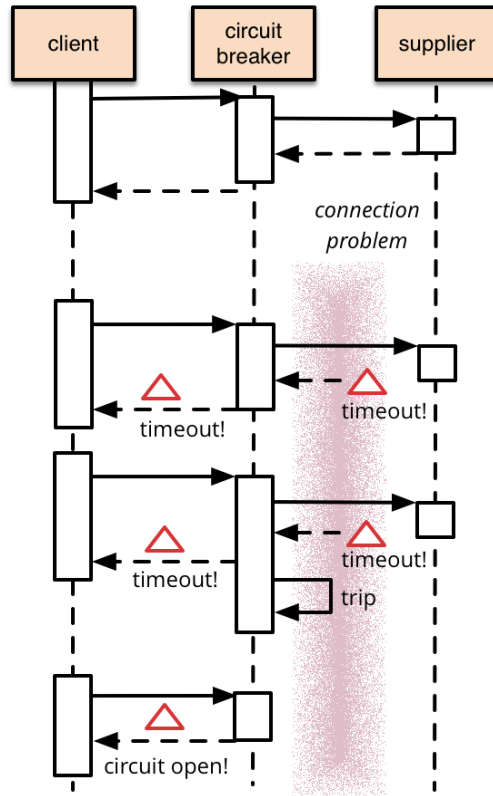 client
circuit
breaker
supplier
connection
problem
timeout!
timeout!
timeout!
timeout!
trip
circuit open!